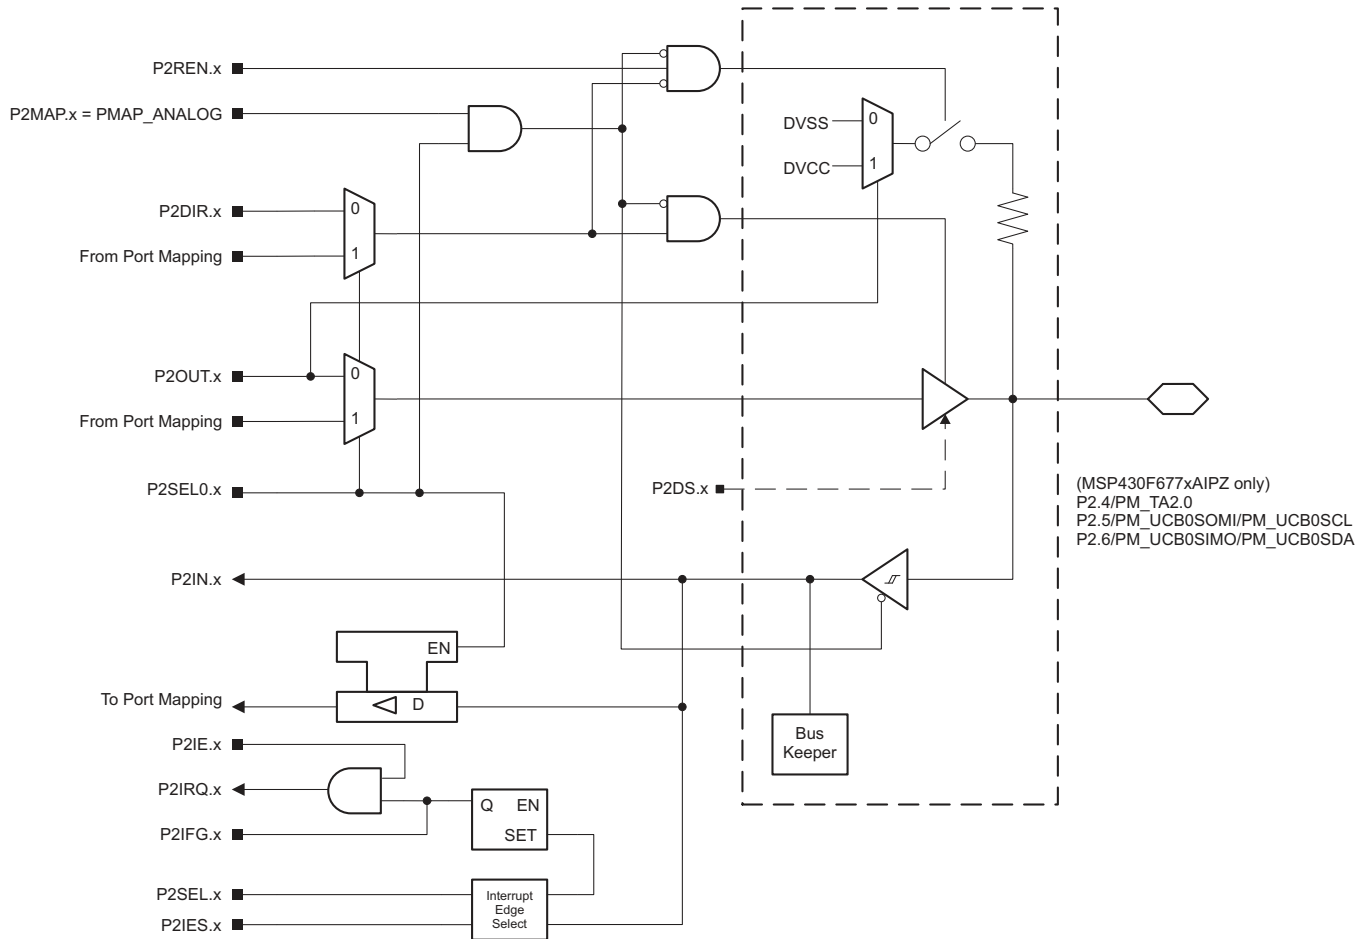 P2REN.x
P2MAP.x = PMAP_ANALOG
DVSS
0
DVCC
1
P2DIR.x
0
From Port Mapping
1
P2OUT.x
0
From Port Mapping
1
P2SEL0.x
P2DS.x
(MSP430F677xAIPZ only)
P2.4/PM_TA2.0
P2.5/PM_UCB0SOMI/PM_UCB0SCL
P2.6/PM_UCB0SIMO/PM_UCB0SDA
P2IN.x
EN
To Port Mapping
D
Bus
Keeper
P2IE.x
P2IRQ.x
Q EN
SET
P2IFG.x
P2SEL.x
Interrupt
Edge
Select
P2IES.x